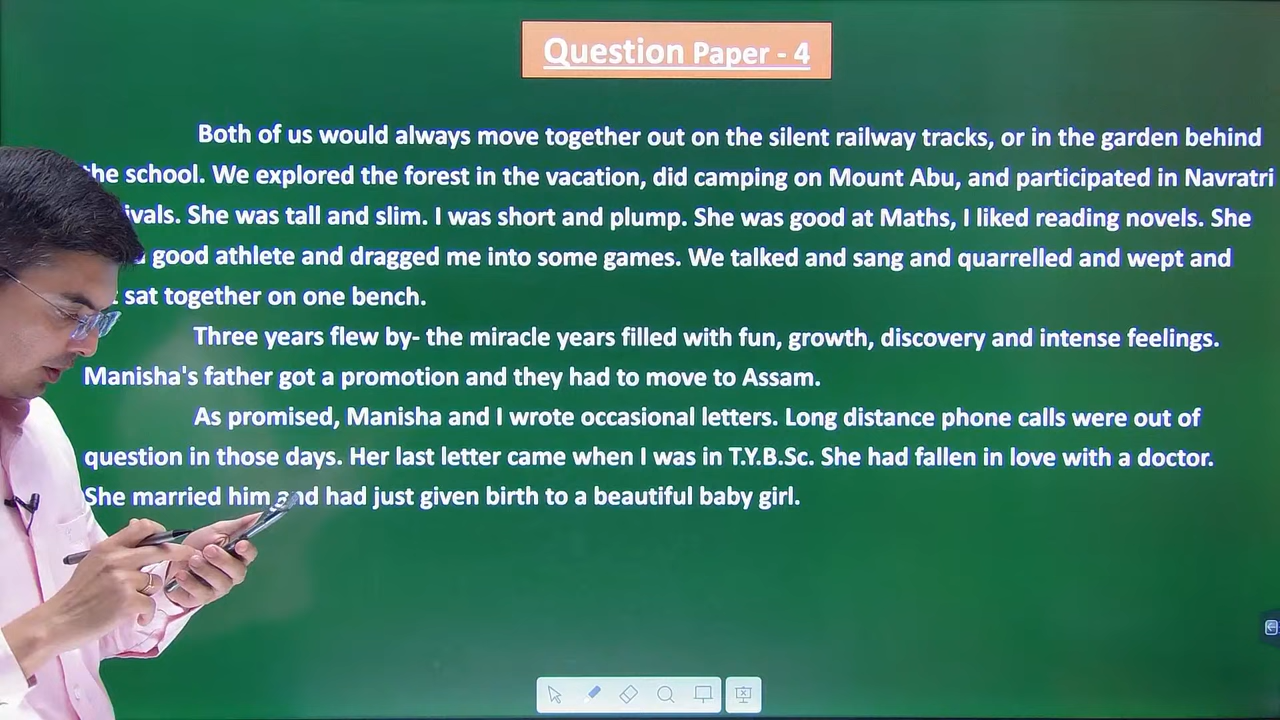 Question Paper - 4
Both of us would always move together out on the silent railway tracks, or in the garden behind
the school. We explored the forest in the vacation, did camping on Mount Abu, and participated in Navratri
ivals. She was tall and slim. I was short and plump. She was good at Maths, I liked reading novels. She
good athlete and dragged me into some games. We talked and sang and quarrelled and wept and
sat together on one bench.
Three years flew by- the miracle years filled with fun, growth, discovery and intense feelings.
Manisha's father got a promotion and they had to move to Assam.
As promised, Manisha and I wrote occasional letters. Long distance phone calls were out of
question in those days. Her last letter came when I was in T.Y.B.Sc. She had fallen in love with a doctor.
She married him and had just given birth to a beautiful baby girl.